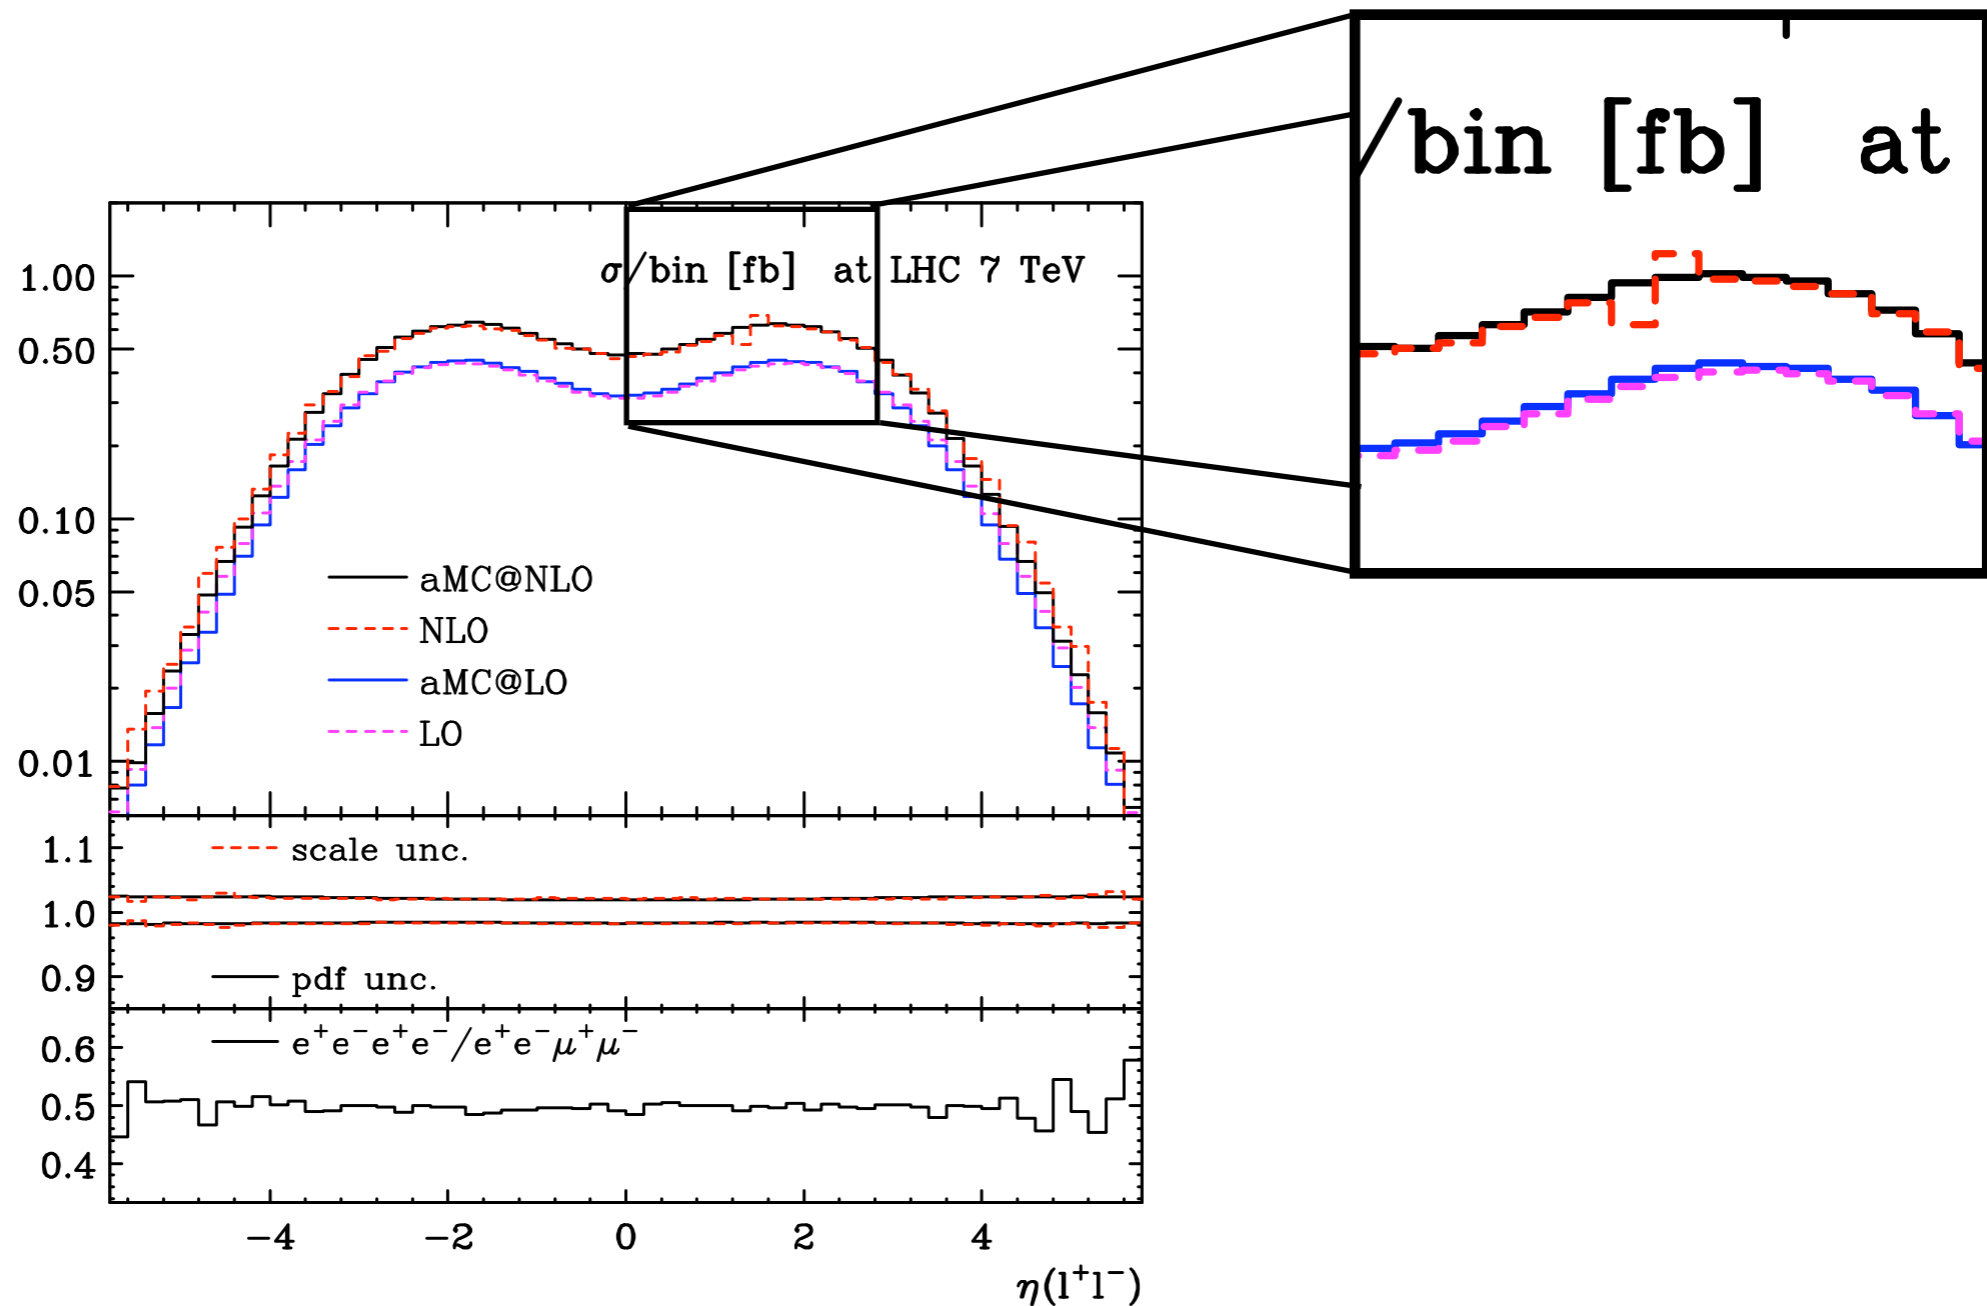 /bin [fb] at
σ/bin [fb] at LHC 7 TeV
1.00
0.50
0.10
0.05
0.01
aMC@NLO
NLO
aMC@LO
LO
1.1
1.0
0.9
scale unc.
pdf unc.
0.6
0.5
0.4
e⁺e⁻e⁺e⁻/e⁺e⁻μ⁺μ⁻
−4 −2 0 2 4
η(l⁺l⁻)